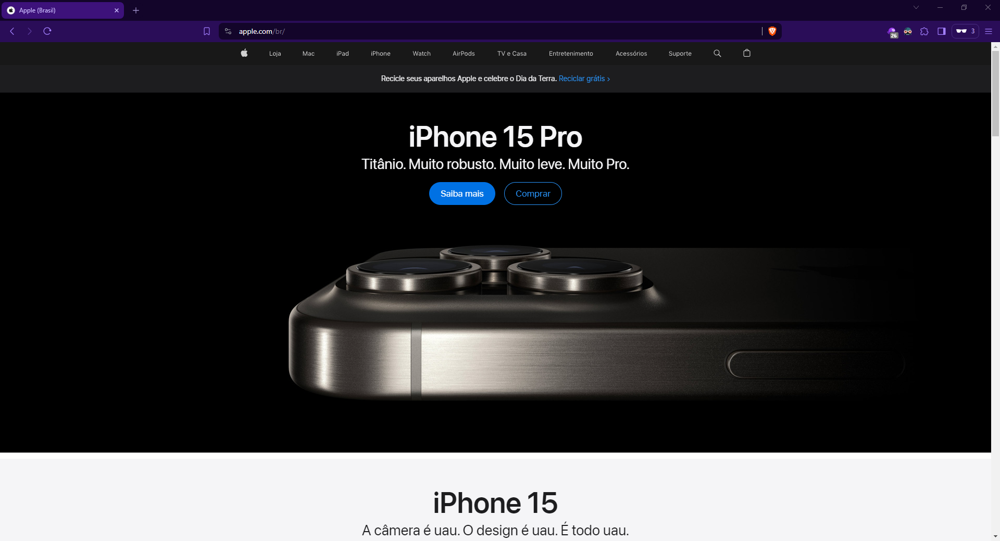 Apple (Brasil)
apple.com/br/
26
3
Loja Mac iPad iPhone Watch AirPods TV e Casa Entretenimento Acessórios Suporte
Recicle seus aparelhos Apple e celebre o Dia da Terra. Reciclar grátis >
iPhone 15 Pro
Titânio. Muito robusto. Muito leve. Muito Pro.
Saiba mais Comprar
iPhone 15
A câmera é uau. O design é uau. É todo uau.